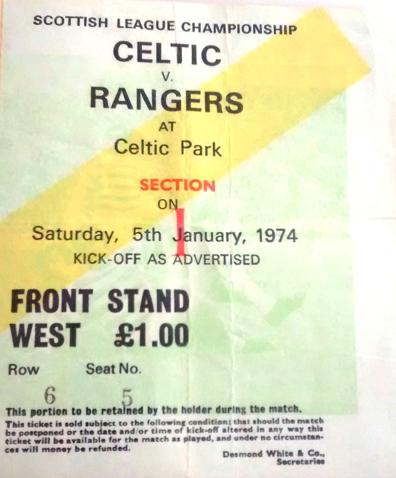 SCOTTISH LEAGUE CHAMPIONSHIP
CELTIC
V.
RANGERS
AT
Celtic Park
SECTION
ON
1
Saturday, 5th January, 1974
KICK-OFF AS ADVERTISED
FRONT STAND
WEST £1.00
Row Seat No.
6 5
This portion to be retained by the holder during the match.
This ticket is sold subject to the following condition; that should the match
be postponed or the date and/or time of kick-off altered in any way this
ticket will be available for the match as played, and under no circumstan-
ces will money be refunded.
Desmond White & Co.,
Secretaries